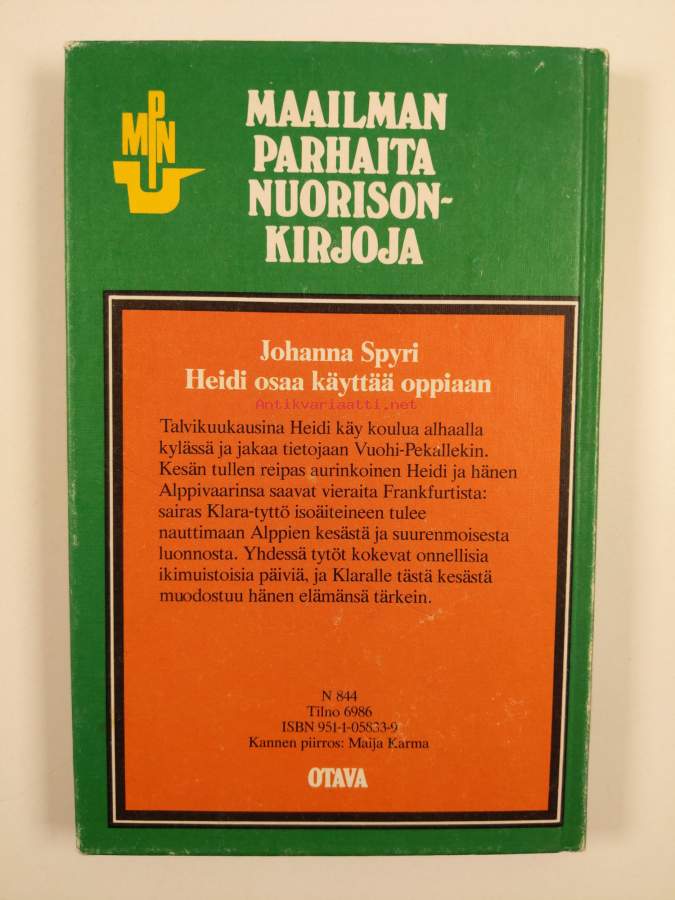 MPN
MAAILMAN
PARHAITA
NUORISON-
KIRJOJA
Johanna Spyri
Heidi osaa käyttää oppiaan
Antikvariaatti.net
Talvikuukausina Heidi käy koulua alhaalla
kylässä ja jakaa tietojaan Vuohi-Pekallekin.
Kesän tullen reipas aurinkoinen Heidi ja hänen
Alppivaarinsa saavat vieraita Frankfurtista:
sairas Klara-tyttö isoäiteineen tulee
nauttimaan Alppien kesästä ja suurenmoisesta
luonnosta. Yhdessä tytöt kokevat onnellisia
ikimuistoisia päiviä, ja Klaralle tästä kesästä
muodostuu hänen elämänsä tärkein.
N 844
Tilno 6986
ISBN 951-1-05833-9
Kannen piirros: Maija Karma
OTAVA